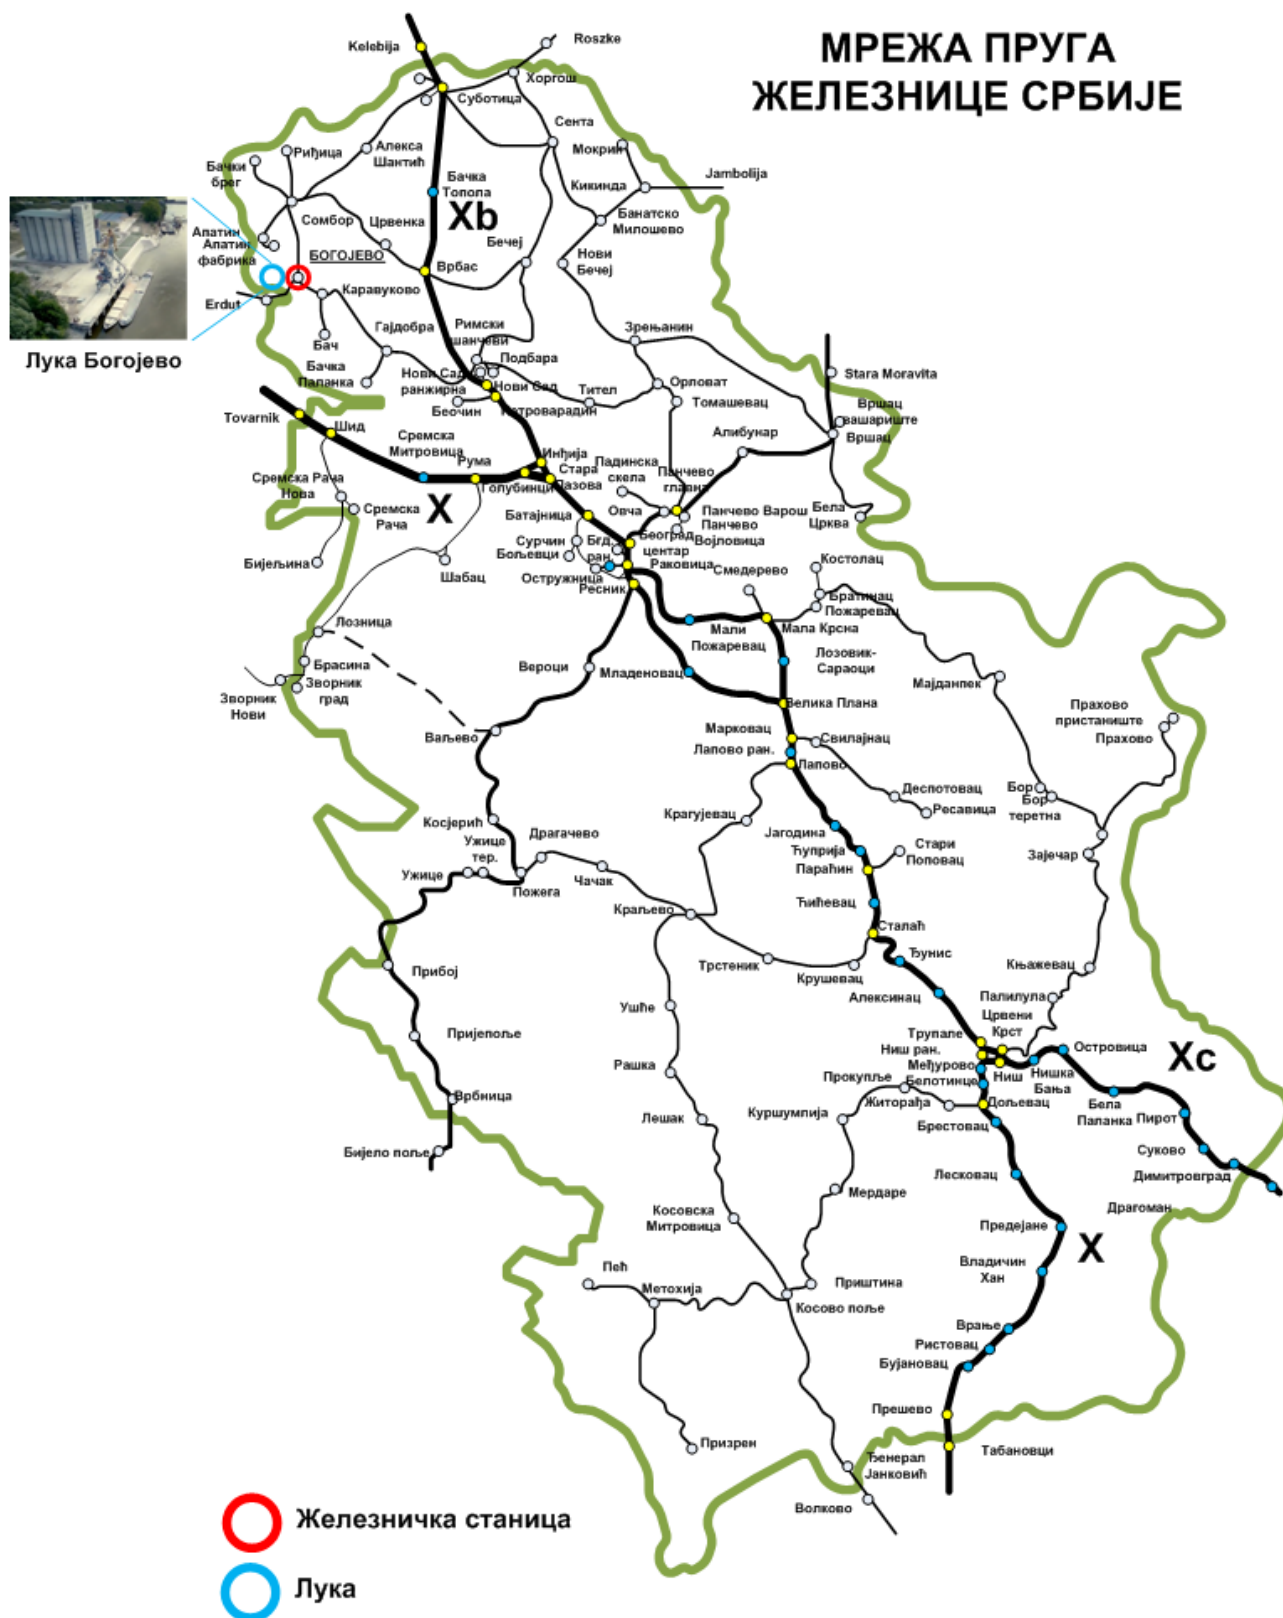 МРЕЖА ПРУГА
ЖЕЛЕЗНИЦЕ СРБИЈЕ
Kelebija
Roszke
Хоргош
Суботица
Сента
Мокрин
Риђица
Алекса
Шантић
Бачки
брег
Бачка
Топола
Кикинда
Jambolija
Xb
Банатско
Милошево
Сомбор
Црвенка
Апатин
Апатин
фабрика
БОГОЈЕВО
Бечеј
Нови
Бечеј
Врбас
Каравуково
Erdut
Лука Богојево
Гајдобра
Римски
шанчеви
Зрењанин
Бач
Подбара
Бачка
Паланка
Нови Сад
ранжирна
Нови Сад
Stara Moravita
Тител
Орловат
Томашевац
Беочин
Петроварадин
Вршац
вашариште
Вршац
Tovarnik
Шид
Сремска
Митровица
Рума
Инђија
Стара
Пазова
Голубинци
Алибунар
Падинска
скела
Панчево
главна
Сремска Рача
Нова
X
Сремска
Рача
Овча
Панчево Варош
Панчево
Војловица
Бела
Црква
Батајница
Сурчин
Бољевци
Бгд.
ран.
Београд
центар
Раковица
Остружница
Ресник
Бијељина
Шабац
Костолац
Смедерево
Братинац
Пожаревац
Лозница
Мали
Пожаревац
Мала Крсна
Лозовик-
Сараоци
Брасина
Зворник
град
Зворник
Нови
Вероци
Младеновац
Мајданпек
Велика Плана
Прахово
пристаниште
Прахово
Ваљево
Марковац
Свилајнац
Лапово ран.
Лапово
Деспотовац
Ресавица
Бор
Бор
теретна
Косјерић
Крагујевац
Јагодина
Ћуприја
Стари
Поповац
Зајечар
Ужице
тер.
Драгачево
Ужице
Пожега
Чачак
Параћин
Ћићевац
Краљево
Сталаћ
Трстеник
Крушевац
Ђунис
Књажевац
Прибој
Алексинац
Палилула
Ушће
Црвени
Крст
Пријепоље
Трупале
Ниш ран.
Међурово
Белотинце
Ниш
Островица
Xc
Нишка
Бања
Рашка
Прокупље
Житорађа
Дољевац
Бела
Паланка
Пирот
Врбница
Лешак
Куршумлија
Брестовац
Суково
Бијело поље
Лесковац
Димитровград
Мердаре
Драгоман
Косовска
Митровица
Предејане
X
Пећ
Метохија
Приштина
Владичин
Хан
Косово поље
Врање
Ристовац
Бујановац
Прешево
Призрен
Табановци
Ђенерал
Јанковић
Волково
Железничка станица
Лука